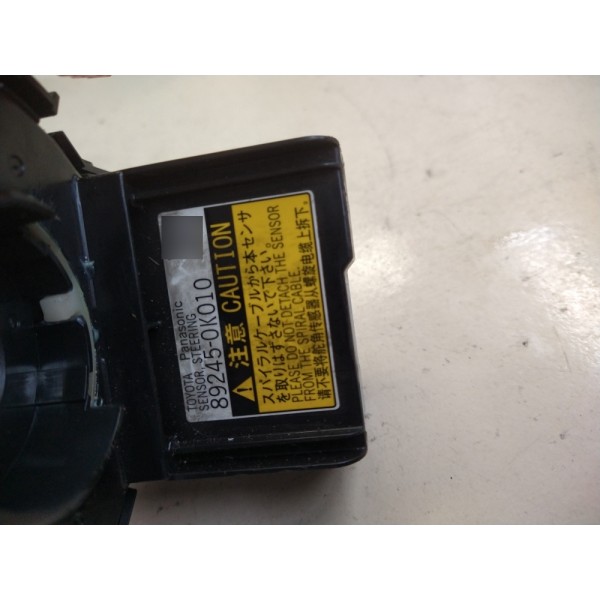 TOYOTA Panasonic
SENSOR, STEERING
89245-0K010
注意 CAUTION
スパイラルケーブルから本センサ
を取りはずさないで下さい。
PLEASE DO NOT DETACH THE SENSOR
FROM THE SPIRAL CABLE.
请不要将舵角传感器从螺旋电缆上拆下。